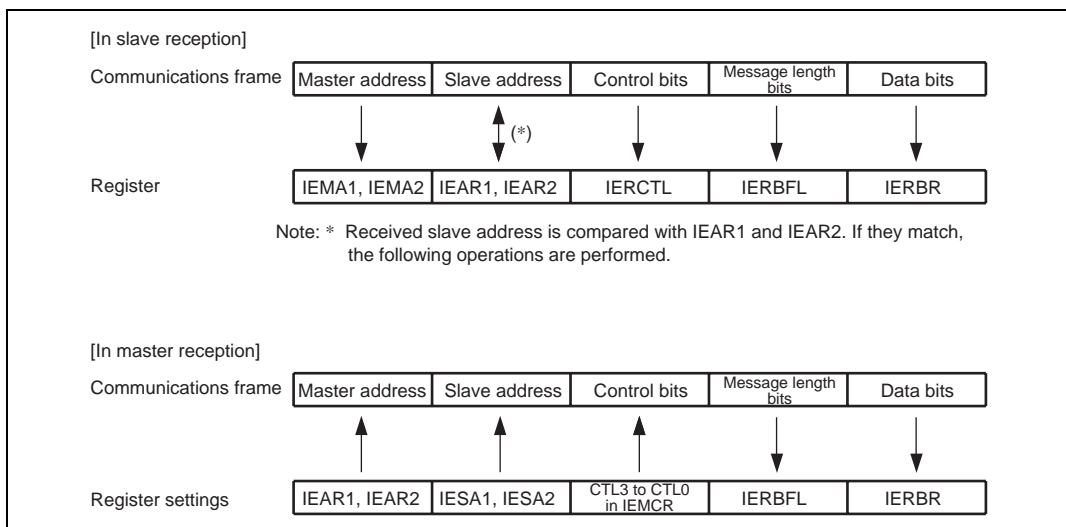 [In slave reception]
Communications frame Master address Slave address Control bits Message length bits Data bits
(*)
Register IEMA1, IEMA2 IEAR1, IEAR2 IERCTL IERBFL IERBR
Note: * Received slave address is compared with IEAR1 and IEAR2. If they match,
the following operations are performed.
[In master reception]
Communications frame Master address Slave address Control bits Message length bits Data bits
Register settings IEAR1, IEAR2 IESA1, IESA2 CTL3 to CTL0 in IEMCR IERBFL IERBR